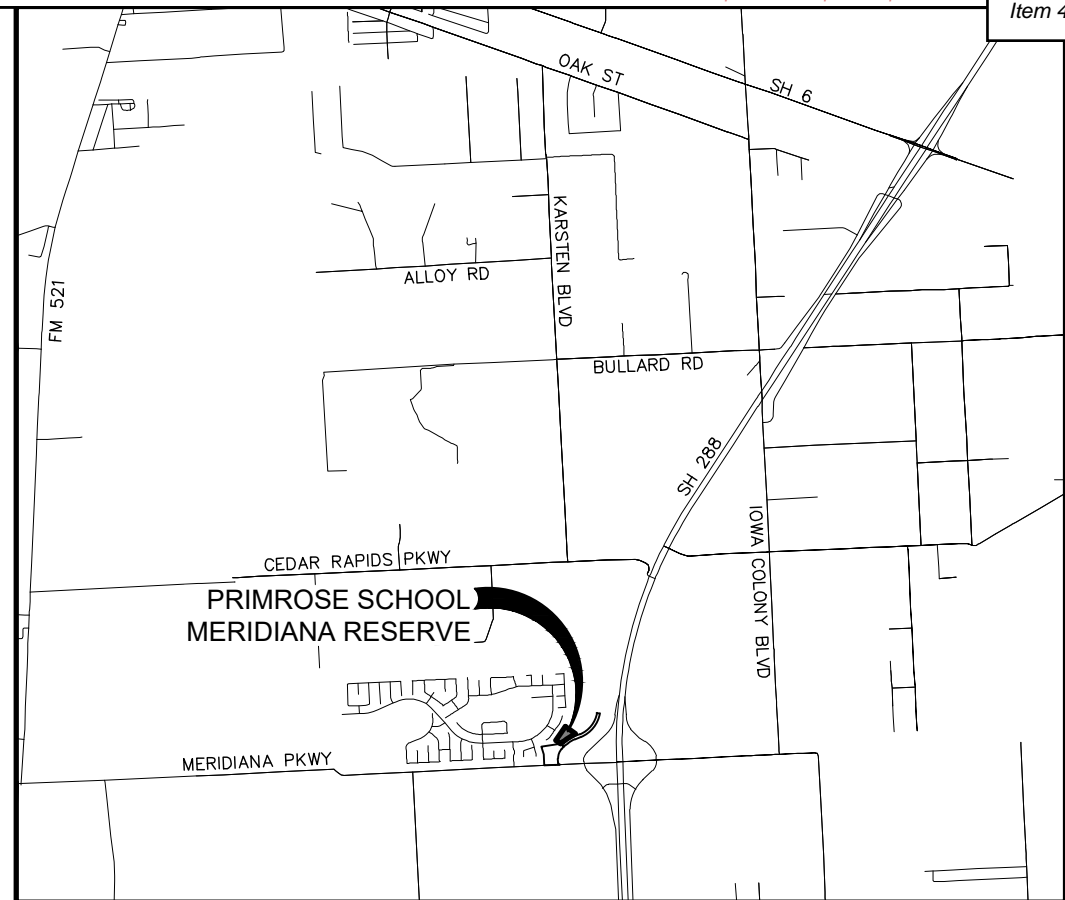 Item 4
OAK ST
SH 6
KARSTEN BLVD
FM 521
ALLOY RD
BULLARD RD
SH 288
IOWA COLONY BLVD
CEDAR RAPIDS PKWY
PRIMROSE SCHOOL
MERIDIANA RESERVE
MERIDIANA PKWY